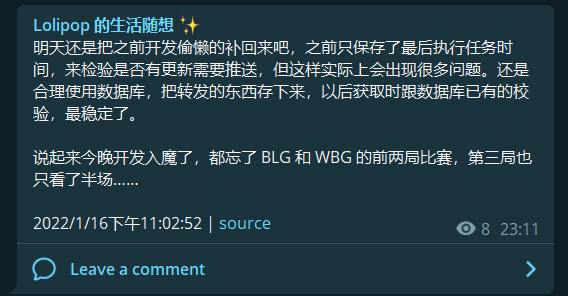 Lolipop 的生活随想 ✨
明天还是把之前开发偷懒的补回来吧，之前只保存了最后执行任务时
间，来检验是否有更新需要推送，但这样实际上会出现很多问题。还是
合理使用数据库，把转发的东西存下来，以后获取时跟数据库已有的校
验，最稳定了。
说起来今晚开发入魔了，都忘了 BLG 和 WBG 的前两局比赛，第三局也
只看了半场……
2022/1/16下午11:02:52 | source
8 23:11
Leave a comment